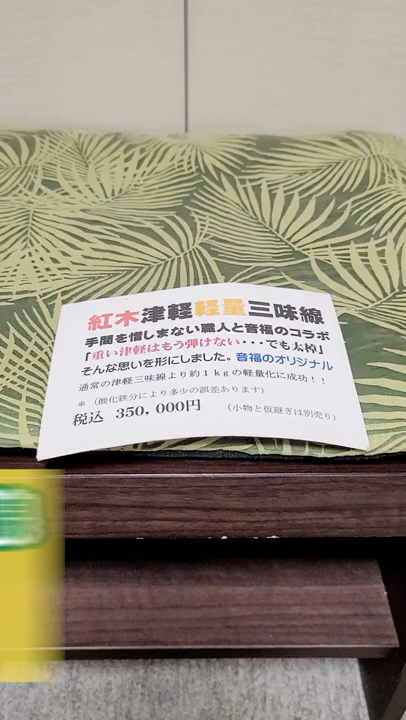 紅木津軽軽量三味線
手間を惜しまない職人と音福のコラボ
「重い津軽はもう弾けない・・・でも太棹」
そんな思いを形にしました。音福のオリジナル
通常の津軽三味線より約1kgの軽量化に成功！！
＊（酸化鉄分により多少の誤差あります）
税込 350,000円 （小物と仮継ぎは別売り）